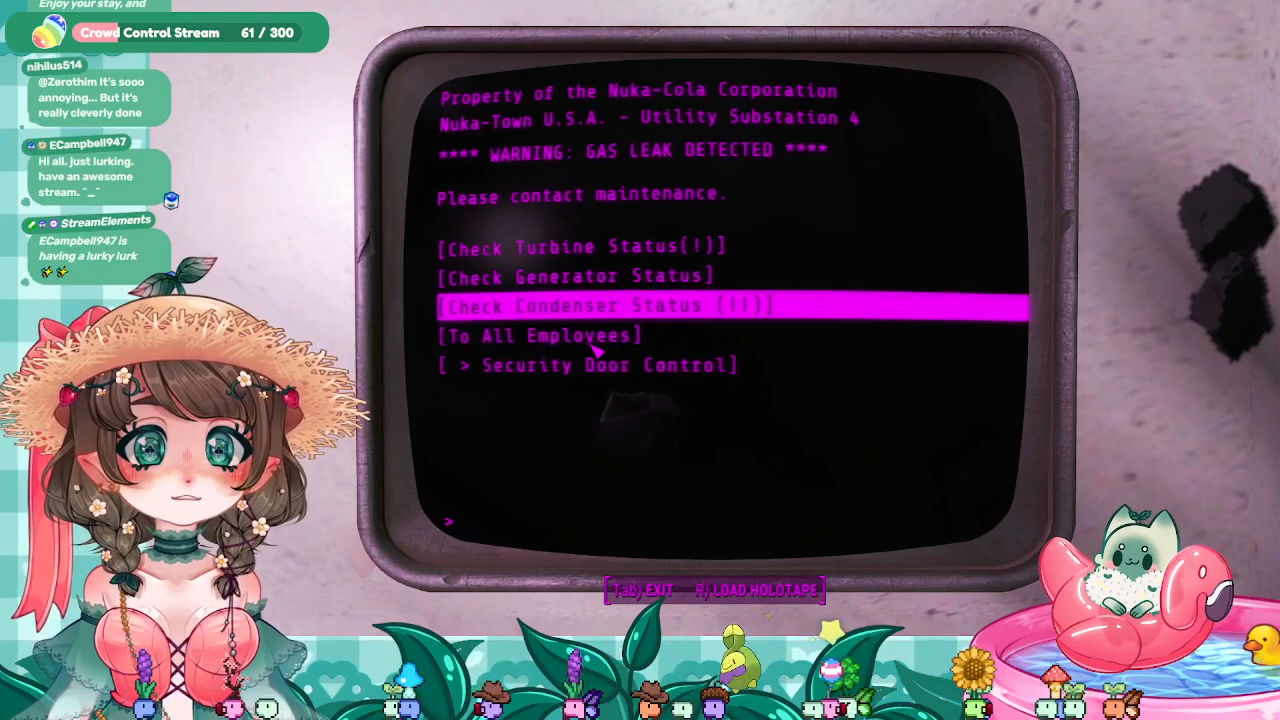 Enjoy your stay, and
Crowd Control Stream 61 / 300
nihilus514
@Zerothim It's sooo
annoying... But it's
really cleverly done
ECampbell947
Hi all. just lurking.
have an awesome
stream. ^_^
StreamElements
ECampbell947 is
having a lurky lurk
Property of the Nuka-Cola Corporation
Nuka-Town U.S.A. - Utility Substation 4
**** WARNING: GAS LEAK DETECTED ****
Please contact maintenance.
[Check Turbine Status(!)]
[Check Generator Status]
[Check Condenser Status (!!)]
[To All Employees]
[ > Security Door Control]
>
Tab) EXIT R) LOAD HOLOTAPE